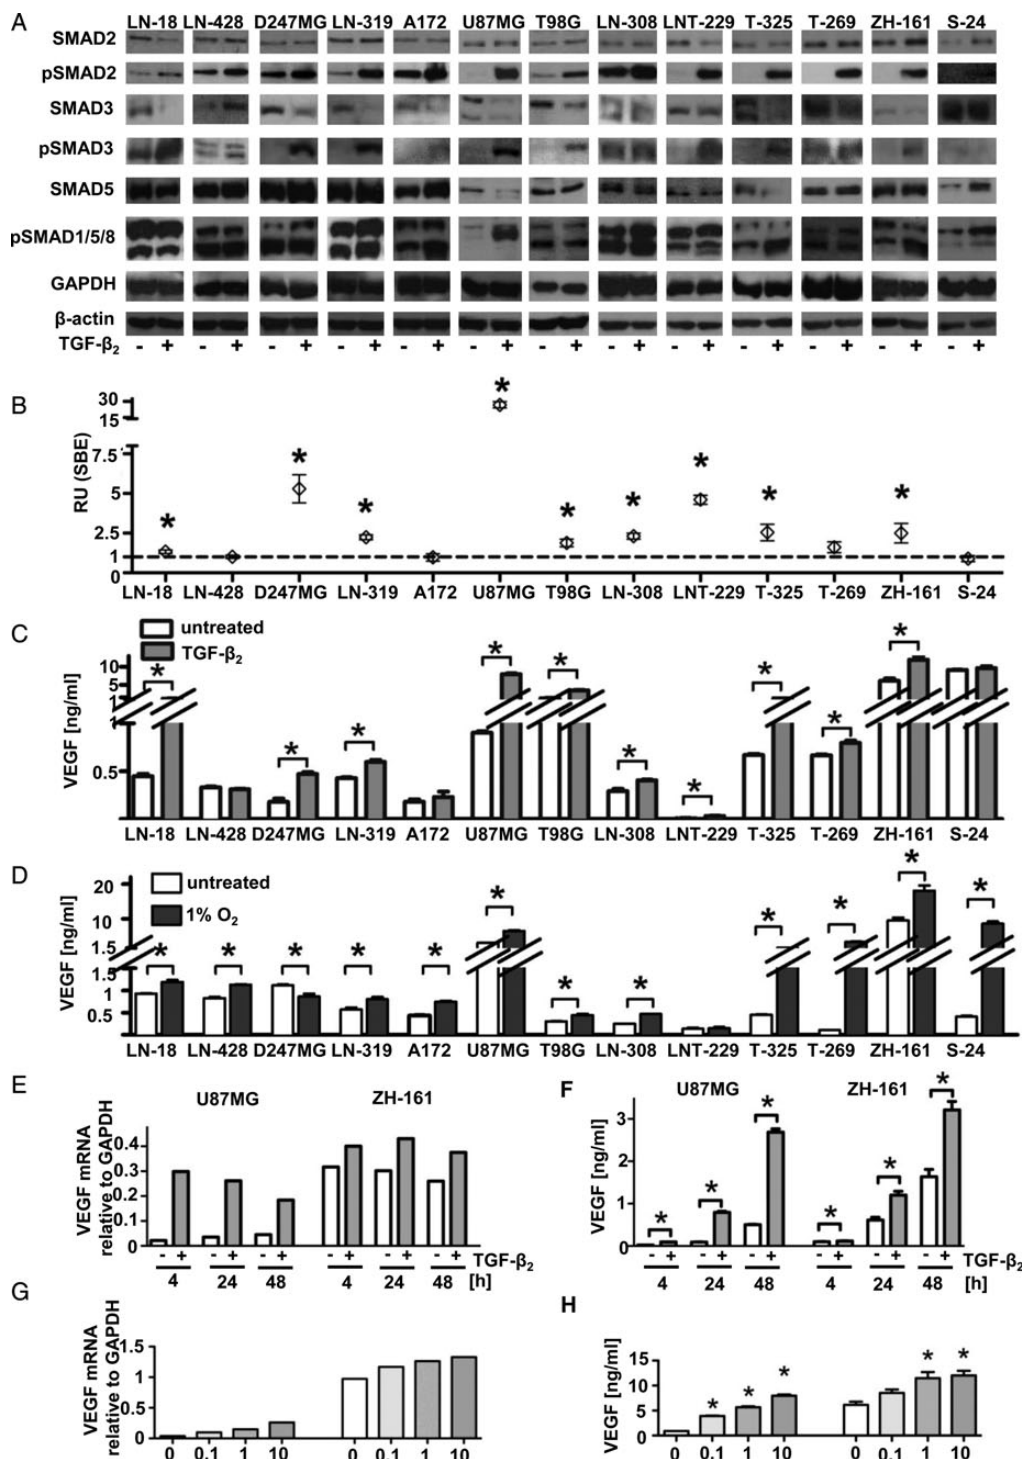 A
LN-18 LN-428 D247MG LN-319 A172 U87MG T98G LN-308 LNT-229 T-325 T-269 ZH-161 S-24
SMAD2
pSMAD2
SMAD3
pSMAD3
SMAD5
pSMAD1/5/8
GAPDH
β-actin
TGF-β₂ - + - + - + - + - + - + - + - + - + - + - + - + - +
B
RU (SBE)
30
15
7.5
5
2.5
1
0
* * * * * * * * *
LN-18 LN-428 D247MG LN-319 A172 U87MG T98G LN-308 LNT-229 T-325 T-269 ZH-161 S-24
C
untreated
TGF-β₂
VEGF [ng/ml]
10
5
1
1
0.5
* * * * * * * * * *
LN-18 LN-428 D247MG LN-319 A172 U87MG T98G LN-308 LNT-229 T-325 T-269 ZH-161 S-24
D
untreated
1% O₂
VEGF [ng/ml]
20
10
1.5
1.5
1
0.5
* * * * * * * * * * * *
LN-18 LN-428 D247MG LN-319 A172 U87MG T98G LN-308 LNT-229 T-325 T-269 ZH-161 S-24
E
U87MG ZH-161
VEGF mRNA
relative to GAPDH
0.4
0.3
0.2
0.1
0
- + - + - + - + - + - + TGF-β₂
4 24 48 4 24 48 [h]
F
U87MG ZH-161
VEGF [ng/ml]
3
2
1
0
* * * * * *
- + - + - + - + - + - + TGF-β₂
4 24 48 4 24 48 [h]
G
VEGF mRNA
relative to GAPDH
1.5
1
0.5
0
0 0.1 1 10 0 0.1 1 10
H
VEGF [ng/ml]
15
10
5
0
* * * * *
0 0.1 1 10 0 0.1 1 10